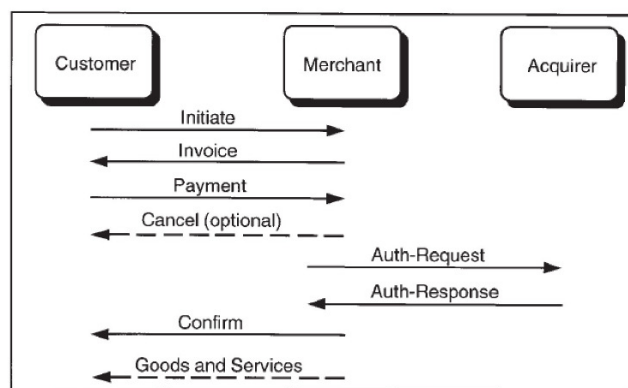 Customer
Merchant
Acquirer
Initiate
Invoice
Payment
Cancel (optional)
Auth-Request
Auth-Response
Confirm
Goods and Services